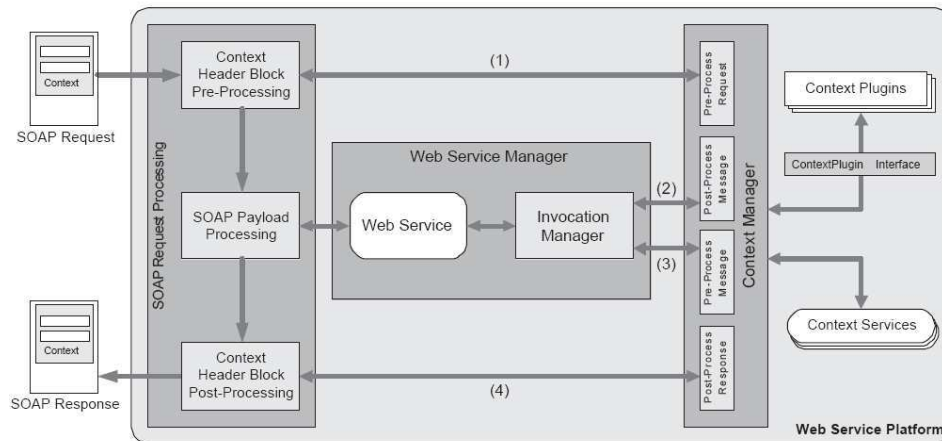 Context
SOAP Request
SOAP Request Processing
Context
Header Block
Pre-Processing
(1)
Pre-Process
Request
Context Plugins
ContextPlugin Interface
Web Service Manager
SOAP Payload
Processing
Web Service
Invocation
Manager
(2)
(3)
Post-Process
Message
Pre-Process
Message
Context Manager
Context Services
Context
SOAP Response
Context
Header Block
Post-Processing
(4)
Post-Process
Response
Web Service Platform